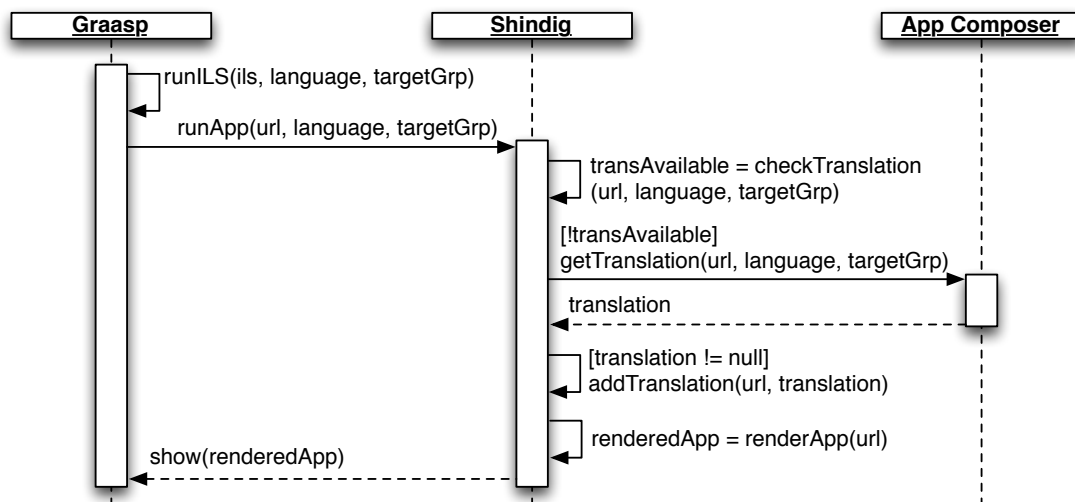 Graasp
Shindig
App Composer
runILS(ils, language, targetGrp)
runApp(url, language, targetGrp)
transAvailable = checkTranslation
(url, language, targetGrp)
[!transAvailable]
getTranslation(url, language, targetGrp)
translation
[translation != null]
addTranslation(url, translation)
renderedApp = renderApp(url)
show(renderedApp)